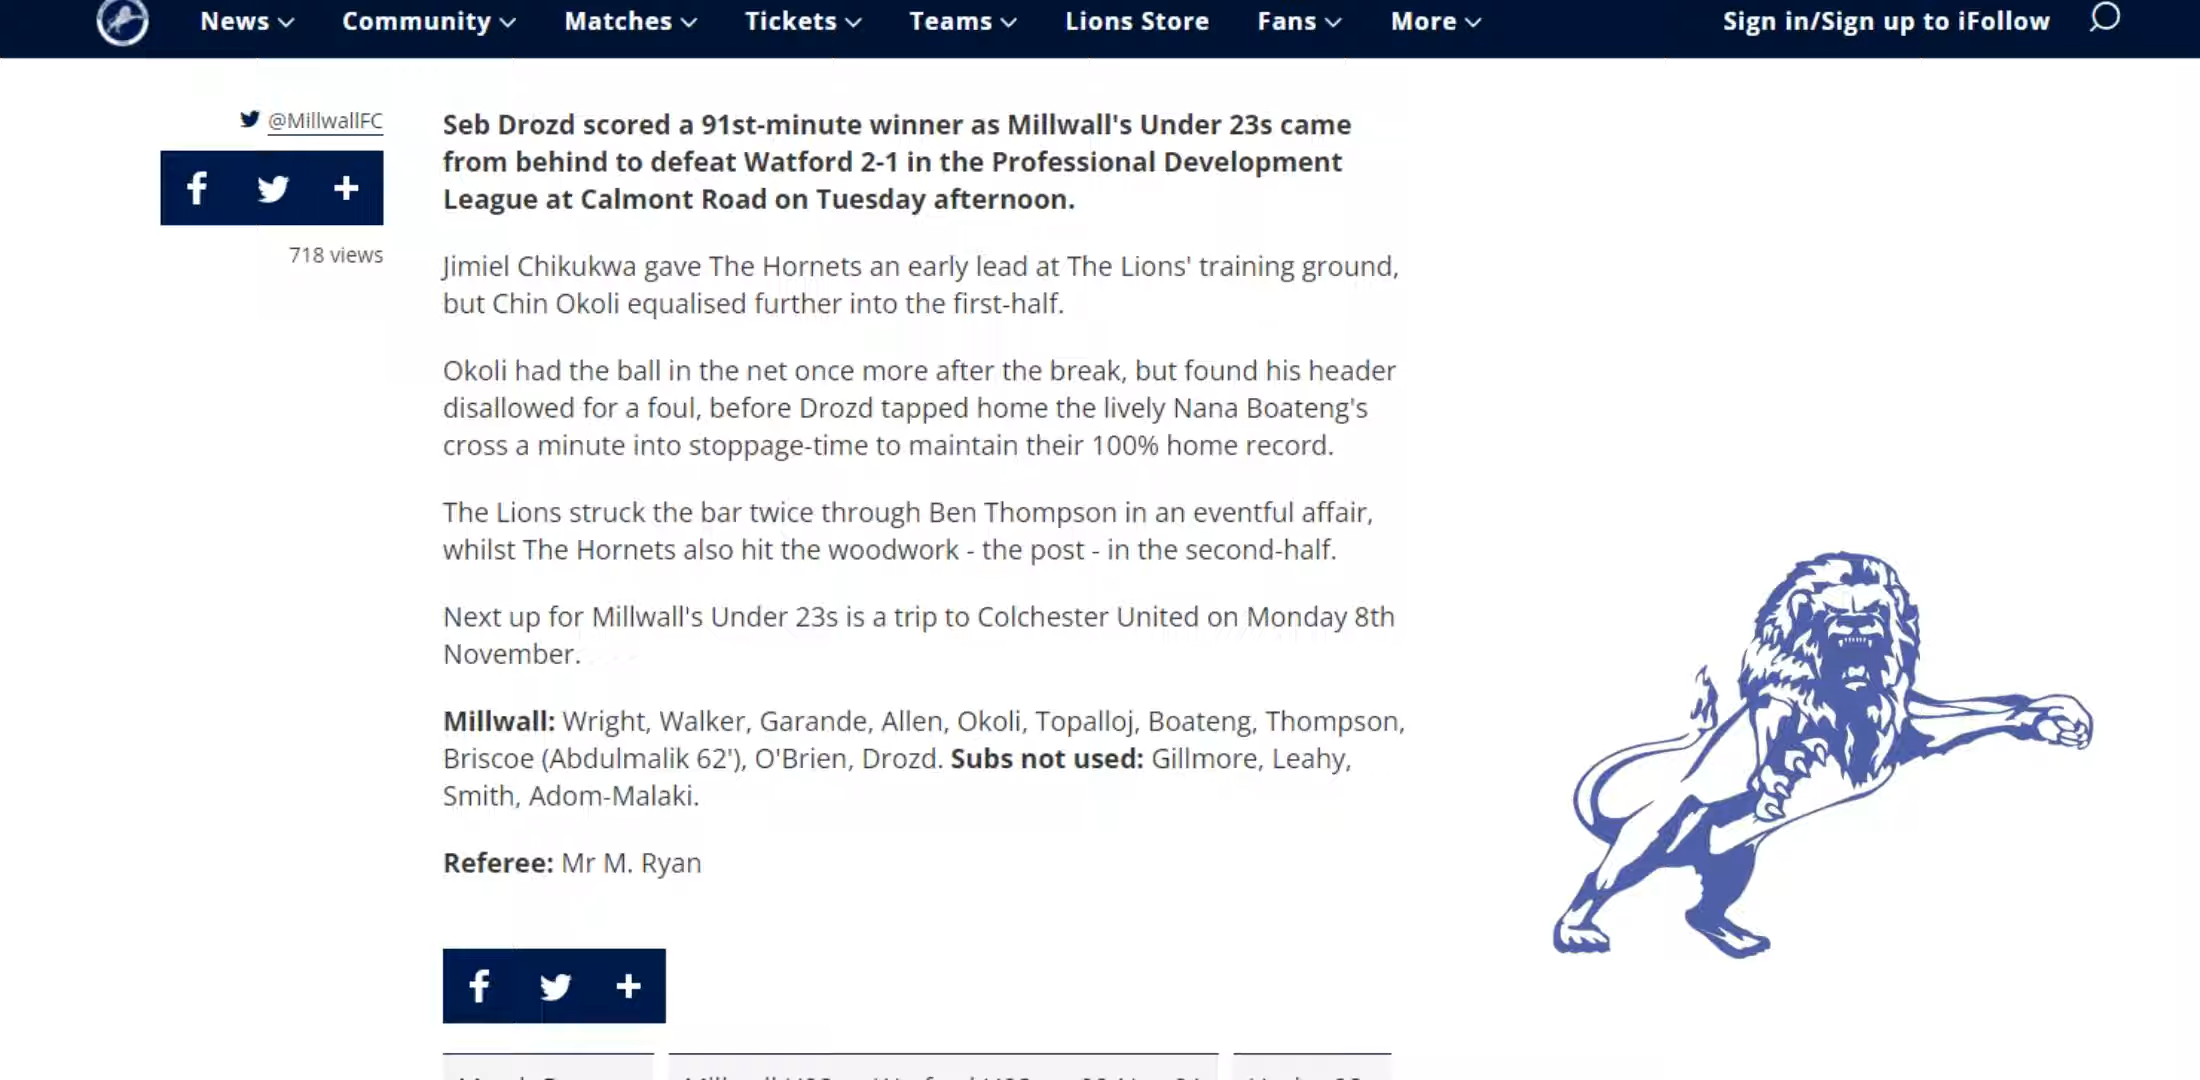 News Community Matches Tickets Teams Lions Store Fans More Sign in/Sign up to iFollow
@MillwallFC
718 views
Seb Drozd scored a 91st-minute winner as Millwall's Under 23s came
from behind to defeat Watford 2-1 in the Professional Development
League at Calmont Road on Tuesday afternoon.
Jimiel Chikukwa gave The Hornets an early lead at The Lions' training ground,
but Chin Okoli equalised further into the first-half.
Okoli had the ball in the net once more after the break, but found his header
disallowed for a foul, before Drozd tapped home the lively Nana Boateng's
cross a minute into stoppage-time to maintain their 100% home record.
The Lions struck the bar twice through Ben Thompson in an eventful affair,
whilst The Hornets also hit the woodwork - the post - in the second-half.
Next up for Millwall's Under 23s is a trip to Colchester United on Monday 8th
November.
Millwall: Wright, Walker, Garande, Allen, Okoli, Topalloj, Boateng, Thompson,
Briscoe (Abdulmalik 62'), O'Brien, Drozd. Subs not used: Gillmore, Leahy,
Smith, Adom-Malaki.
Referee: Mr M. Ryan